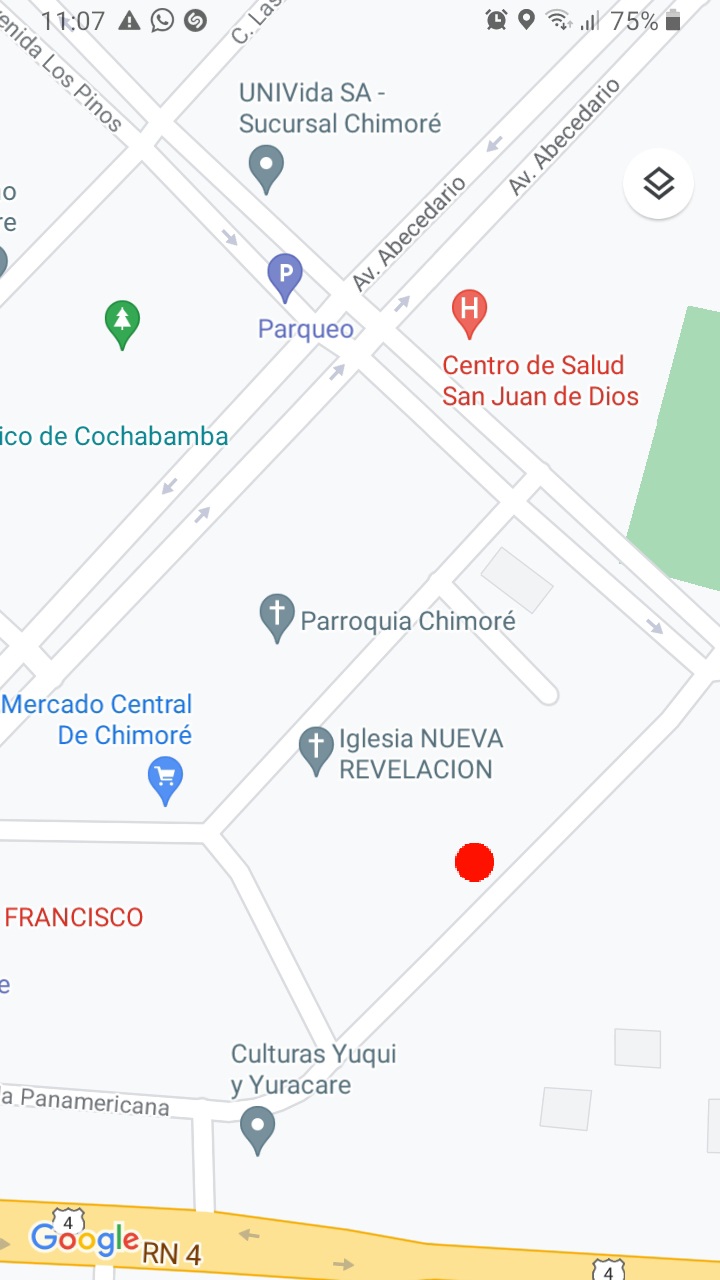 11:07
75%
Avenida Los Pinos
C. Las
UNIVida SA -
Sucursal Chimoré
Av. Abecedario
Av. Abecedario
re
P
Parqueo
H
Centro de Salud
San Juan de Dios
ico de Cochabamba
Parroquia Chimoré
Mercado Central
De Chimoré
Iglesia NUEVA
REVELACION
FRANCISCO
e
Culturas Yuqui
y Yuracare
a Panamericana
4
Google
RN 4
4